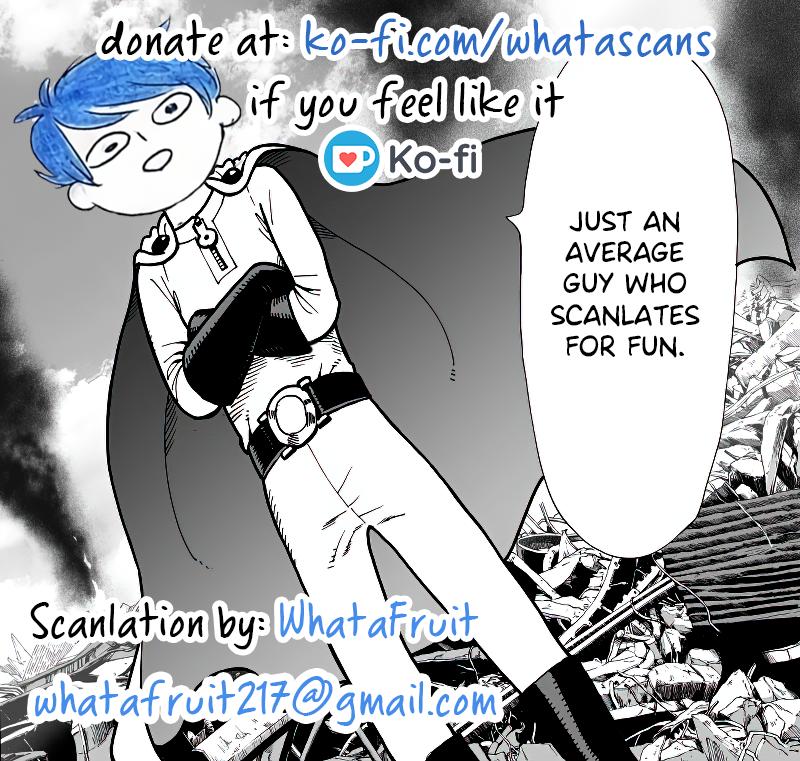 donate at: ko-fi.com/whatascans
if you feel like it
Ko-fi
JUST AN
AVERAGE
GUY WHO
SCANLATES
FOR FUN.
Scanlation by: WhataFruit
whatafruit217@gmail.com